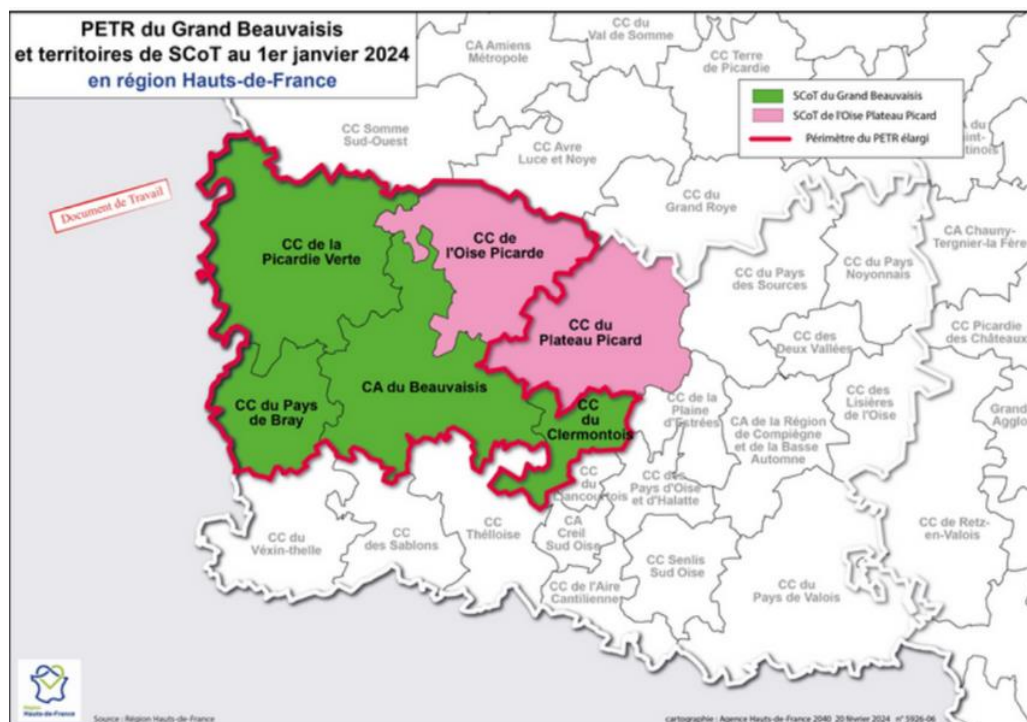 PETR du Grand Beauvaisis
et territoires de SCoT au 1er janvier 2024
en région Hauts-de-France
CC du
Val de Somme
CA Amiens
Métropole
CC Terre
de Picardie
SCoT du Grand Beauvaisis
SCoT de l'Oise Plateau Picard
Périmètre du PETR élargi
CC Somme
Sud-Ouest
CC Avre
Luce et Noye
Document de Travail
CC du
Grand Roye
CA Chauny-
Tergnier-la Fère
CC de la
Picardie Verte
CC de
l'Oise Picarde
CC du Pays
des Sources
CC du Pays
Noyonnais
CC du
Plateau Picard
CC des
Deux Vallées
CC Picardie
des Châteaux
CA du Beauvaisis
CC du Pays
de Bray
CC
du
Clermontois
CC de la
Plaine
d'Estrées
CA de la Région
de Compiègne
et de la Basse
Automne
CC des
Lisières
de l'Oise
CC
du
CC des
Pays d'Oise
et d'Halatte
CC du
Véxin-thelle
CC
des Sablons
CC
Thélloise
CA
Creil
Sud Oise
CC Senlis
Sud Oise
CC de Retz-
en-Valois
CC de l'Aire
Cantilienne
CC du
Pays de Valois
Région
Hauts-de-France
Source : Région Hauts-de-France
cartographie : Agence Hauts-de-France 2040 20 février 2024 n° 5926-06